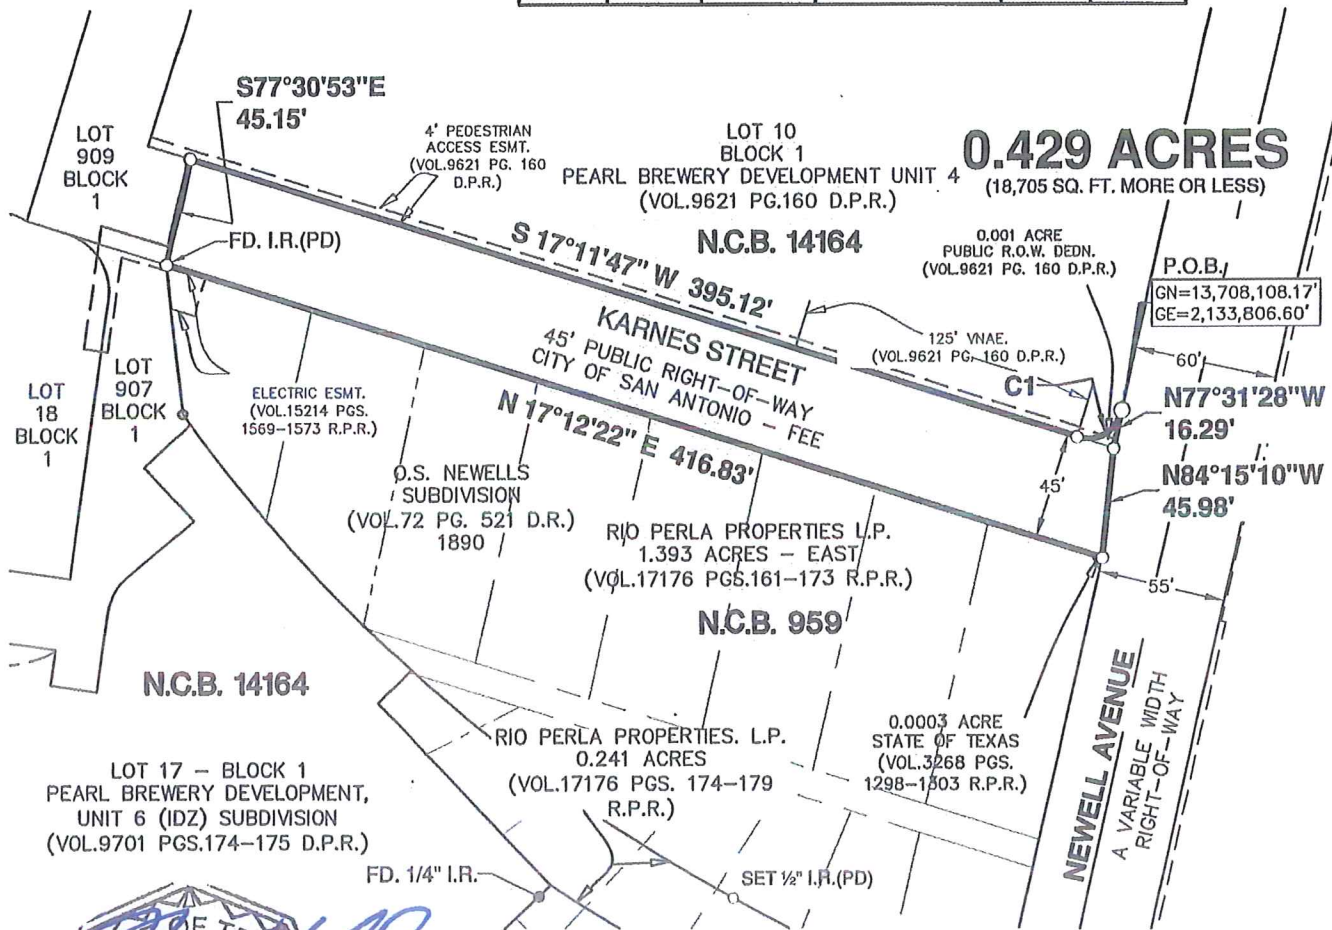 S77°30'53"E
45.15'
LOT
909
BLOCK
1
4' PEDESTRIAN
ACCESS ESMT.
(VOL.9621 PG. 160
D.P.R.)
LOT 10
BLOCK 1
PEARL BREWERY DEVELOPMENT UNIT 4
(VOL.9621 PG.160 D.P.R.)
N.C.B. 14164
0.429 ACRES
(18,705 SQ. FT. MORE OR LESS)
FD. I.R.(PD)
S 17°11'47" W 395.12'
0.001 ACRE
PUBLIC R.O.W. DEDN.
(VOL.9621 PG. 160 D.P.R.)
P.O.B.
GN=13,708,108.17'
GE=2,133,806.60'
KARNES STREET
45' PUBLIC RIGHT-OF-WAY
CITY OF SAN ANTONIO - FEE
125' VNAE.
(VOL.9621 PG. 160 D.P.R.)
C1
60'
N77°31'28"W
16.29'
LOT
18
BLOCK
1
LOT
907
BLOCK
1
ELECTRIC ESMT.
(VOL.15214 PGS.
1569-1573 R.P.R.)
N 17°12'22" E 416.83'
45'
N84°15'10"W
45.98'
O.S. NEWELLS
SUBDIVISION
(VOL.72 PG. 521 D.R.)
1890
RIO PERLA PROPERTIES L.P.
1.393 ACRES - EAST
(VOL.17176 PGS.161-173 R.P.R.)
N.C.B. 959
55'
N.C.B. 14164
NEWELL AVENUE
A VARIABLE WIDTH
RIGHT-OF-WAY
RIO PERLA PROPERTIES. L.P.
0.241 ACRES
(VOL.17176 PGS. 174-179
R.P.R.)
0.0003 ACRE
STATE OF TEXAS
(VOL.3268 PGS.
1298-1303 R.P.R.)
LOT 17 - BLOCK 1
PEARL BREWERY DEVELOPMENT,
UNIT 6 (IDZ) SUBDIVISION
(VOL.9701 PGS.174-175 D.P.R.)
FD. 1/4" I.R.
SET ½" I.R.(PD)
OF